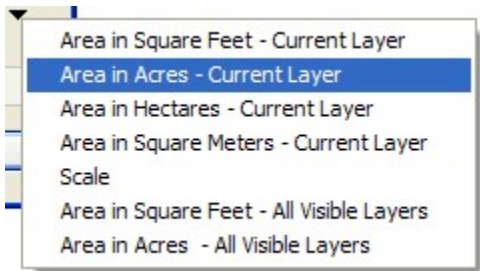 Area in Square Feet - Current Layer
Area in Acres - Current Layer
Area in Hectares - Current Layer
Area in Square Meters - Current Layer
Scale
Area in Square Feet - All Visible Layers
Area in Acres  - All Visible Layers